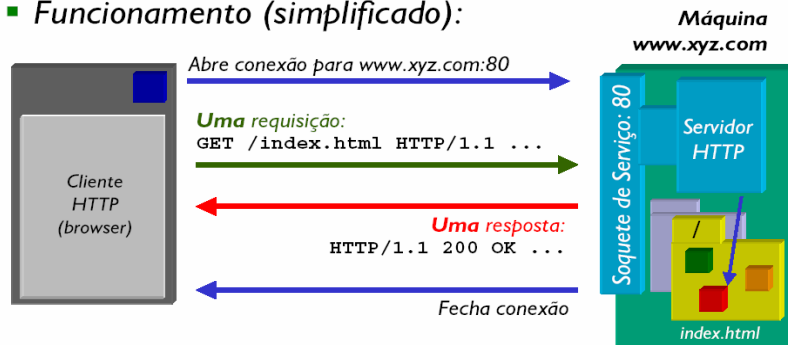 ▪ Funcionamento (simplificado):
Máquina
www.xyz.com
Abre conexão para www.xyz.com:80
Uma requisição:
GET /index.html HTTP/1.1 ...
Cliente
HTTP
(browser)
Soquete de Serviço: 80
Servidor
HTTP
Uma resposta:
HTTP/1.1 200 OK ...
/
Fecha conexão
index.html